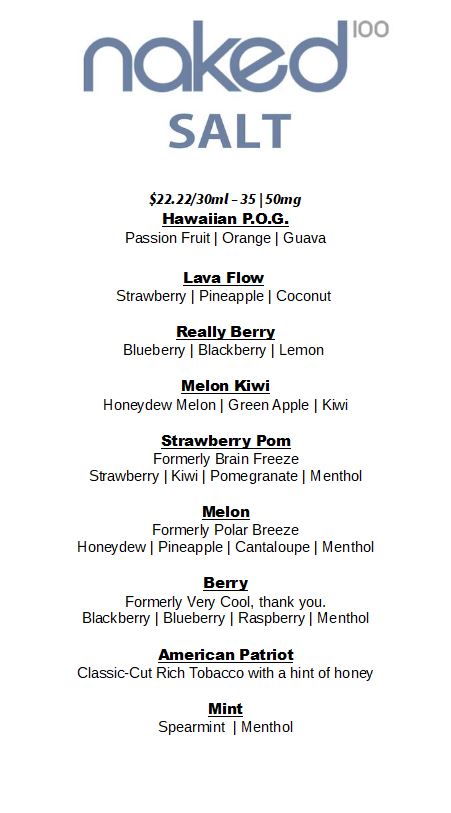 naked 100
SALT
$22.22/30ml – 35|50mg
Hawaiian P.O.G.
Passion Fruit | Orange | Guava
Lava Flow
Strawberry | Pineapple | Coconut
Really Berry
Blueberry | Blackberry | Lemon
Melon Kiwi
Honeydew Melon | Green Apple | Kiwi
Strawberry Pom
Formerly Brain Freeze
Strawberry | Kiwi | Pomegranate | Menthol
Melon
Formerly Polar Breeze
Honeydew | Pineapple | Cantaloupe | Menthol
Berry
Formerly Very Cool, thank you.
Blackberry | Blueberry | Raspberry | Menthol
American Patriot
Classic-Cut Rich Tobacco with a hint of honey
Mint
Spearmint | Menthol